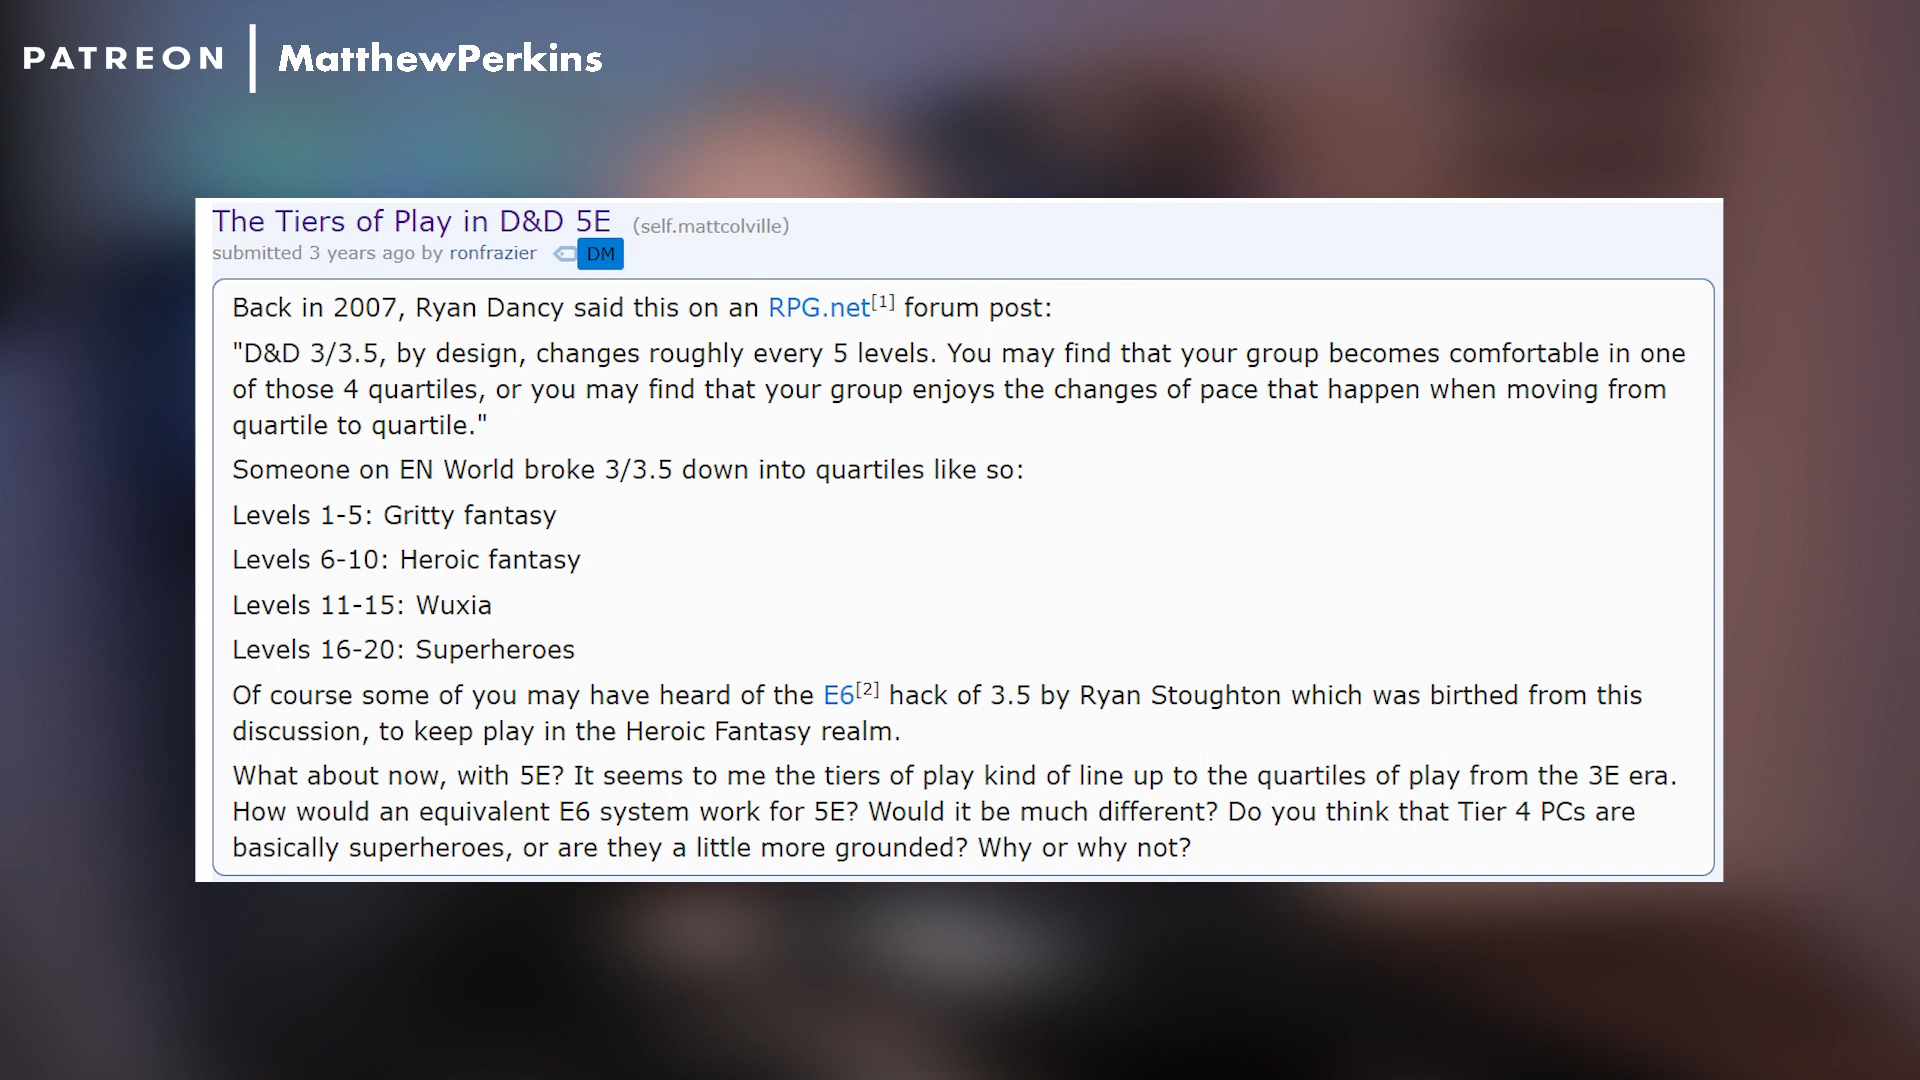 PATREON | MatthewPerkins
The Tiers of Play in D&D 5E (self.mattcolville)
submitted 3 years ago by ronfrazier DM
Back in 2007, Ryan Dancy said this on an RPG.net[1] forum post:
"D&D 3/3.5, by design, changes roughly every 5 levels. You may find that your group becomes comfortable in one
of those 4 quartiles, or you may find that your group enjoys the changes of pace that happen when moving from
quartile to quartile."
Someone on EN World broke 3/3.5 down into quartiles like so:
Levels 1-5: Gritty fantasy
Levels 6-10: Heroic fantasy
Levels 11-15: Wuxia
Levels 16-20: Superheroes
Of course some of you may have heard of the E6[2] hack of 3.5 by Ryan Stoughton which was birthed from this
discussion, to keep play in the Heroic Fantasy realm.
What about now, with 5E? It seems to me the tiers of play kind of line up to the quartiles of play from the 3E era.
How would an equivalent E6 system work for 5E? Would it be much different? Do you think that Tier 4 PCs are
basically superheroes, or are they a little more grounded? Why or why not?